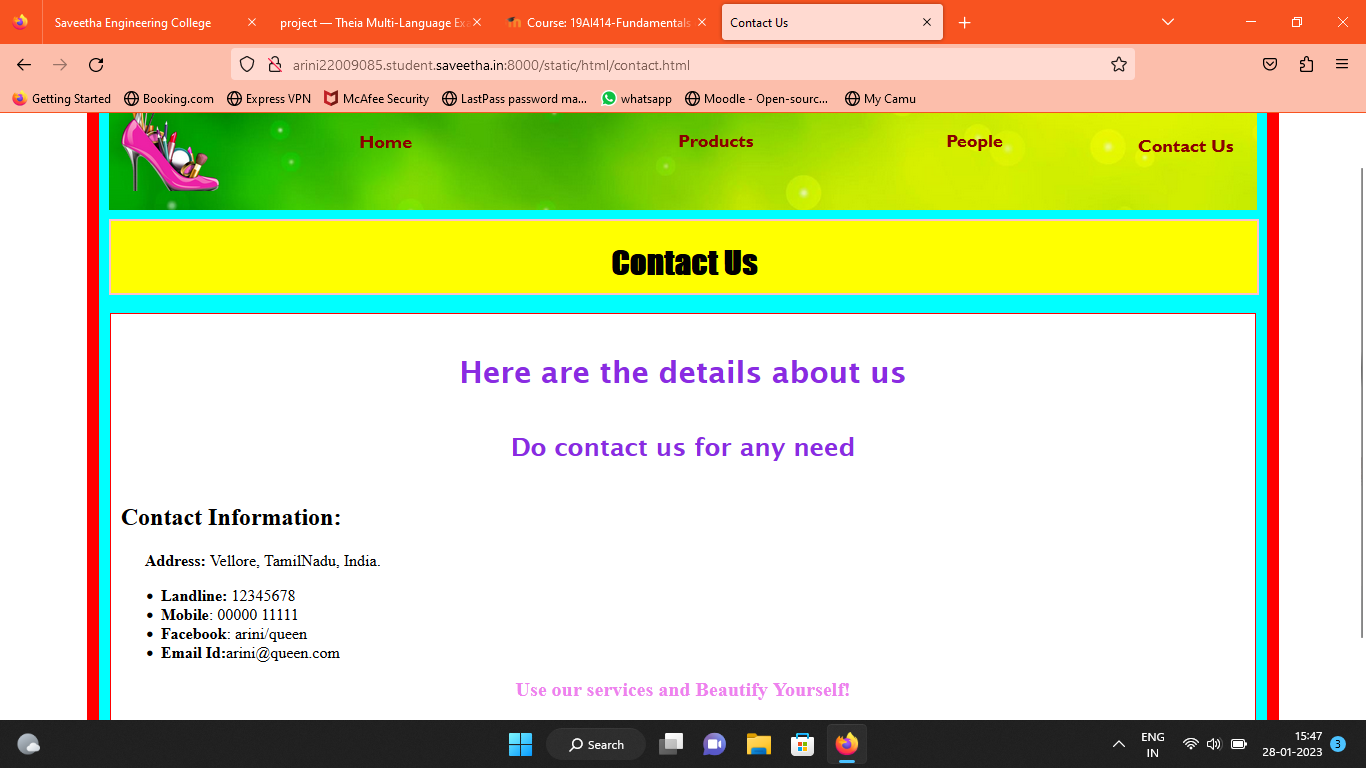 Saveetha Engineering College
project — Theia Multi-Language Exa
Course: 19AI414-Fundamentals
Contact Us
arini22009085.student.saveetha.in:8000/static/html/contact.html
Getting Started
Booking.com
Express VPN
McAfee Security
LastPass password ma...
whatsapp
Moodle - Open-sourc...
My Camu
Home
Products
People
Contact Us
Contact Us
Here are the details about us
Do contact us for any need
Contact Information:
Address: Vellore, TamilNadu, India.
• Landline: 12345678
• Mobile: 00000 11111
• Facebook: arini/queen
• Email Id:arini@queen.com
Use our services and Beautify Yourself!
Search
ENG
IN
15:47
28-01-2023
3